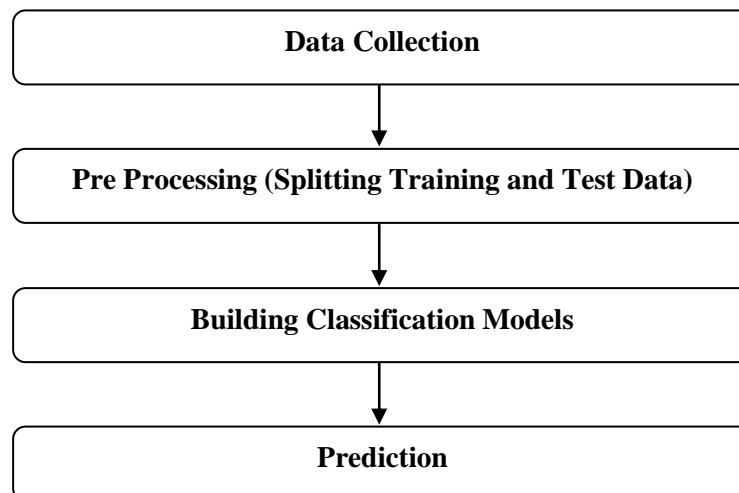 Data Collection
Pre Processing (Splitting Training and Test Data)
Building Classification Models
Prediction